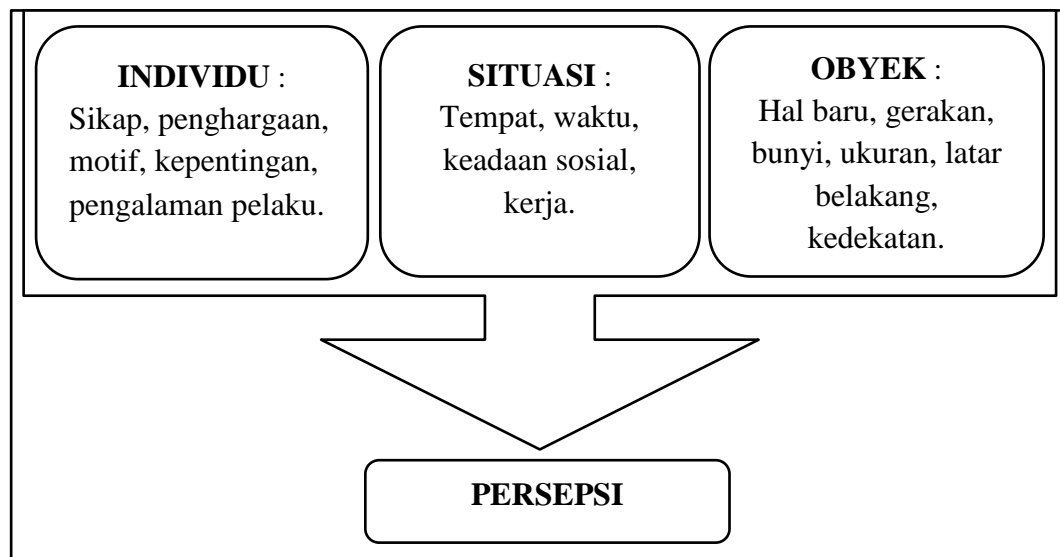 INDIVIDU :
Sikap, penghargaan,
motif, kepentingan,
pengalaman pelaku.
SITUASI :
Tempat, waktu,
keadaan sosial,
kerja.
OBYEK :
Hal baru, gerakan,
bunyi, ukuran, latar
belakang,
kedekatan.
PERSEPSI